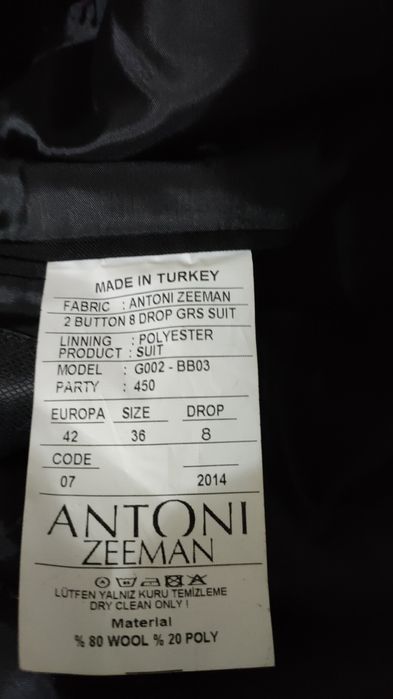 MADE IN TURKEY
FABRIC : ANTONI ZEEMAN
2 BUTTON 8 DROP GRS SUIT
LINNING : POLYESTER
PRODUCT : SUIT
MODEL : G002 - BB03
PARTY : 450
EUROPA SIZE DROP
42 36 8
CODE
07 2014
ANTONI
ZEEMAN
LÜTFEN YALNIZ KURU TEMİZLEME
DRY CLEAN ONLY !
Material
% 80 WOOL % 20 POLY